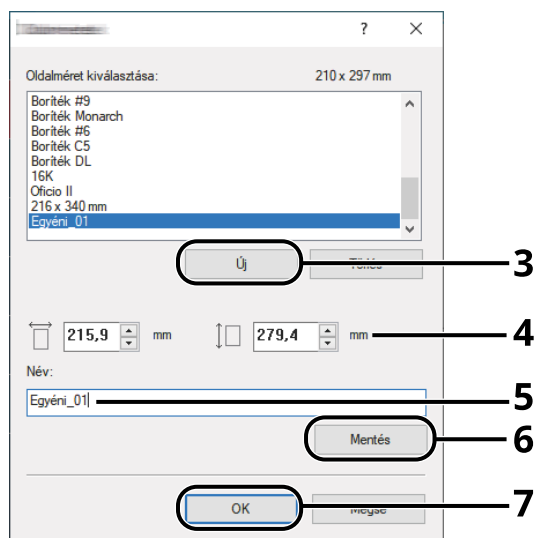 ?
Oldalméret kiválasztása: 210 x 297 mm
Boríték #9
Boríték Monarch
Boríték #6
Boríték C5
Boríték DL
16K
Oficio II
216 x 340 mm
Egyéni_01
Új Törlés 3
215,9 mm 279,4 mm 4
Név:
Egyéni_01 5
Mentés 6
OK Mégse 7